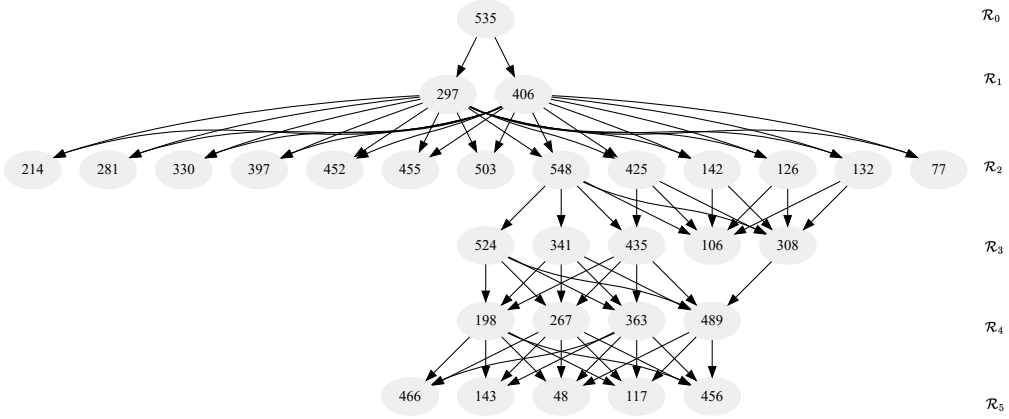 535 ℛ₀
297 406 ℛ₁
214 281 330 397 452 455 503 548 425 142 126 132 77 ℛ₂
524 341 435 106 308 ℛ₃
198 267 363 489 ℛ₄
466 143 48 117 456 ℛ₅